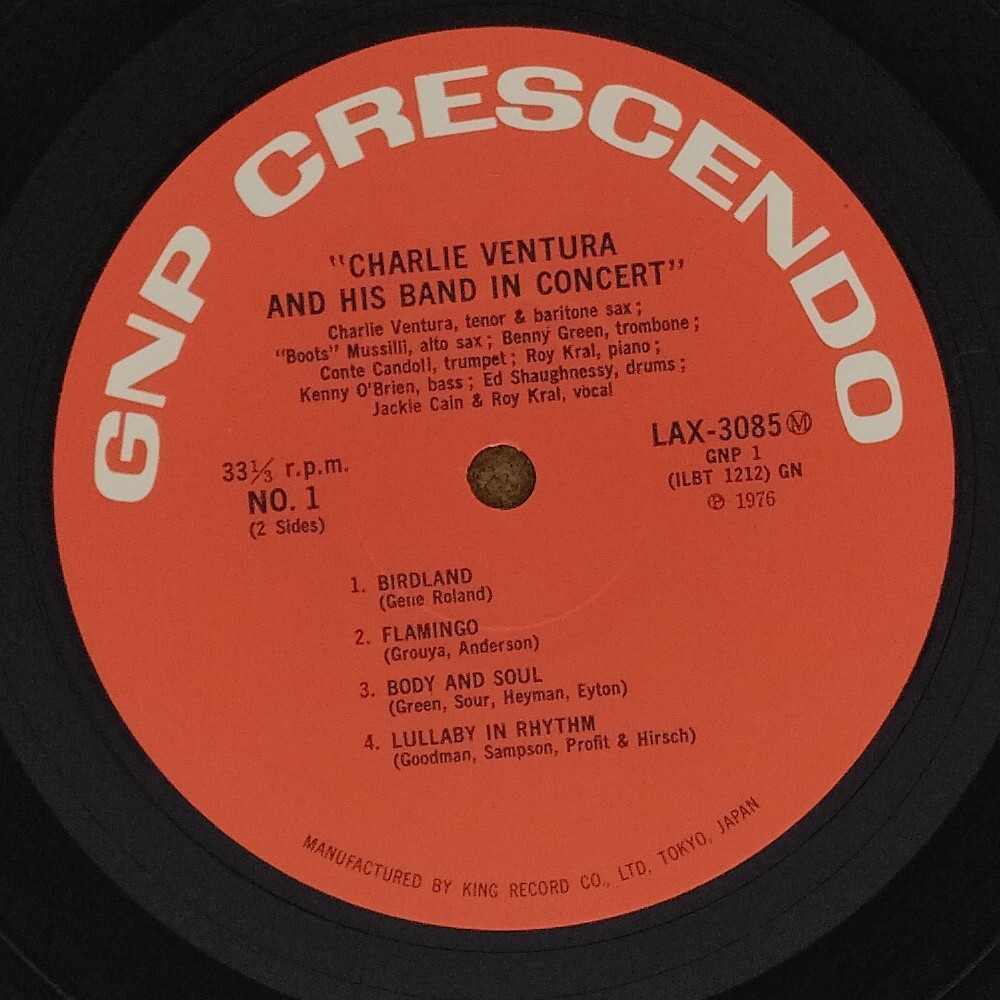 GNP CRESCENDO
"CHARLIE VENTURA
AND HIS BAND IN CONCERT"
Charlie Ventura, tenor & baritone sax;
"Boots" Mussilli, alto sax; Benny Green, trombone;
Conte Candoll, trumpet; Roy Kral, piano;
Kenny O'Brien, bass; Ed Shaughnessy, drums;
Jackie Cain & Roy Kral, vocal
33⅓ r.p.m.
NO. 1
(2 Sides)
LAX-3085 Ⓜ
GNP 1
(ILBT 1212) GN
Ⓟ 1976
1. BIRDLAND
(Gene Roland)
2. FLAMINGO
(Grouya, Anderson)
3. BODY AND SOUL
(Green, Sour, Heyman, Eyton)
4. LULLABY IN RHYTHM
(Goodman, Sampson, Profit & Hirsch)
MANUFACTURED BY KING RECORD CO., LTD, TOKYO, JAPAN